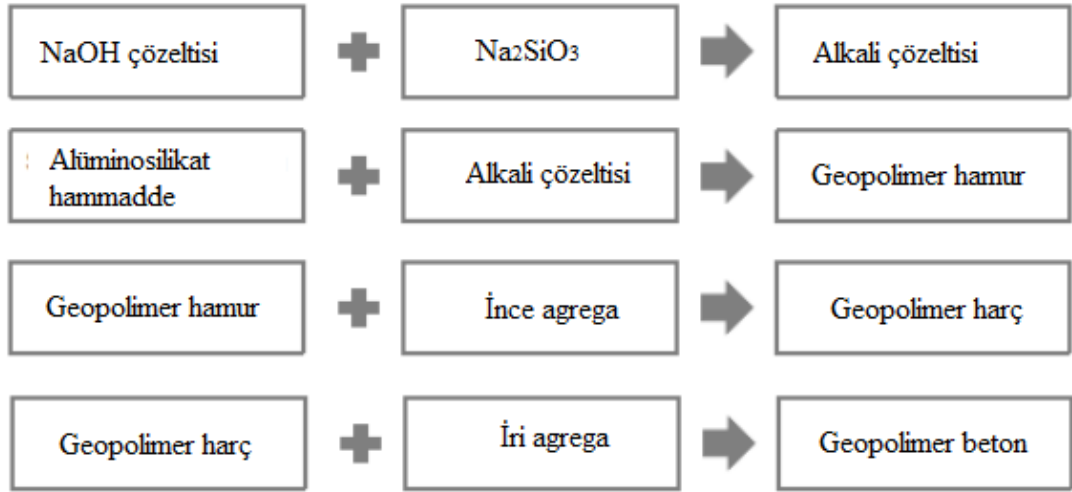 NaOH çözeltisi
Na2SiO3
Alkali çözeltisi
Alüminosilikat
hammadde
Alkali çözeltisi
Geopolimer hamur
Geopolimer hamur
İnce agrega
Geopolimer harç
Geopolimer harç
İri agrega
Geopolimer beton